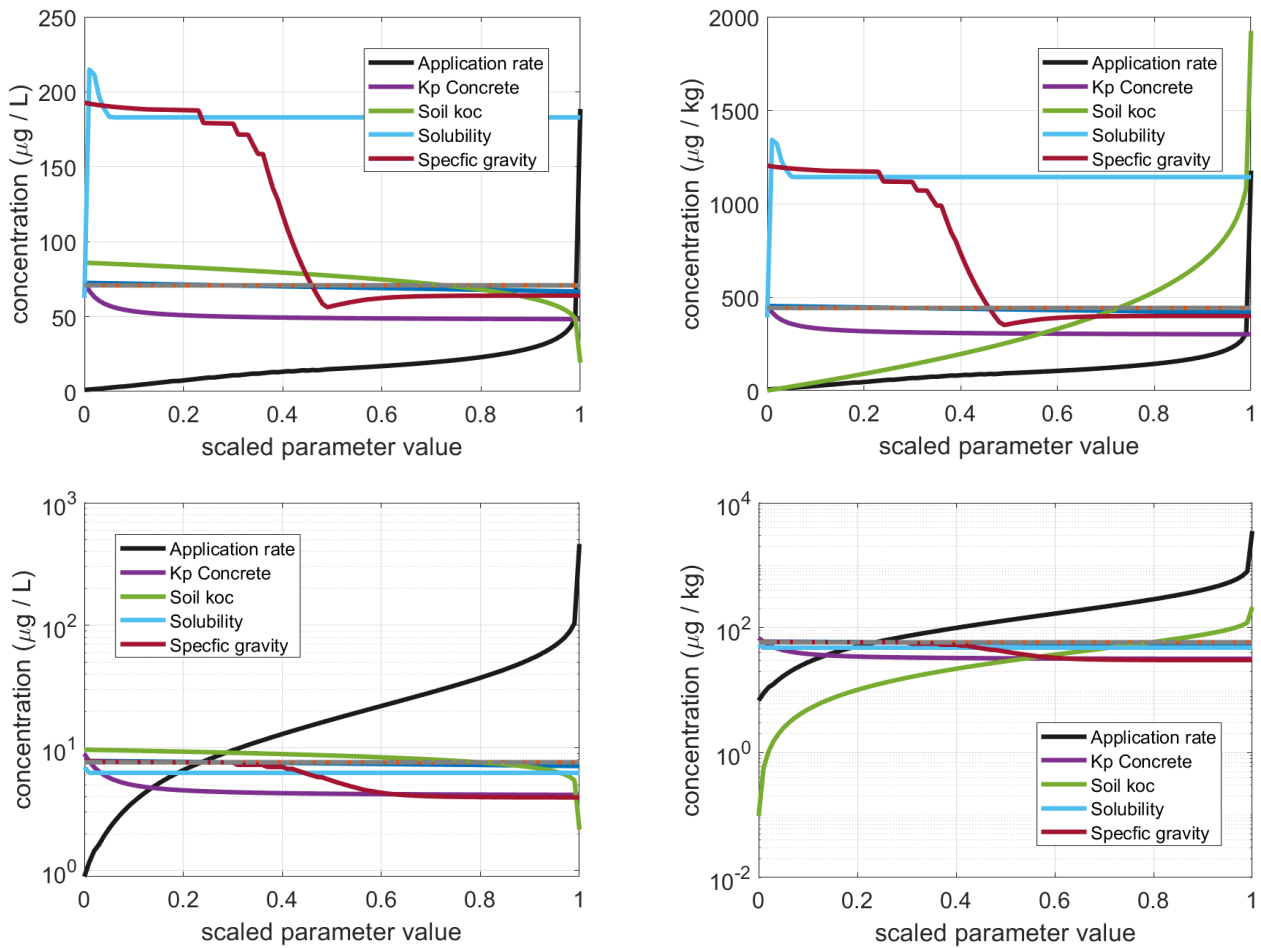 250
200
150
100
50
0
concentration (μg / L)
Application rate
Kp Concrete
Soil koc
Solubility
Specfic gravity
0 0.2 0.4 0.6 0.8 1
scaled parameter value
2000
1500
1000
500
0
concentration (μg / kg)
Application rate
Kp Concrete
Soil koc
Solubility
Specfic gravity
0 0.2 0.4 0.6 0.8 1
scaled parameter value
10³
10²
10¹
10⁰
concentration (μg / L)
Application rate
Kp Concrete
Soil koc
Solubility
Specfic gravity
0 0.2 0.4 0.6 0.8 1
scaled parameter value
10⁴
10²
10⁰
10⁻²
concentration (μg / kg)
Application rate
Kp Concrete
Soil koc
Solubility
Specfic gravity
0 0.2 0.4 0.6 0.8 1
scaled parameter value